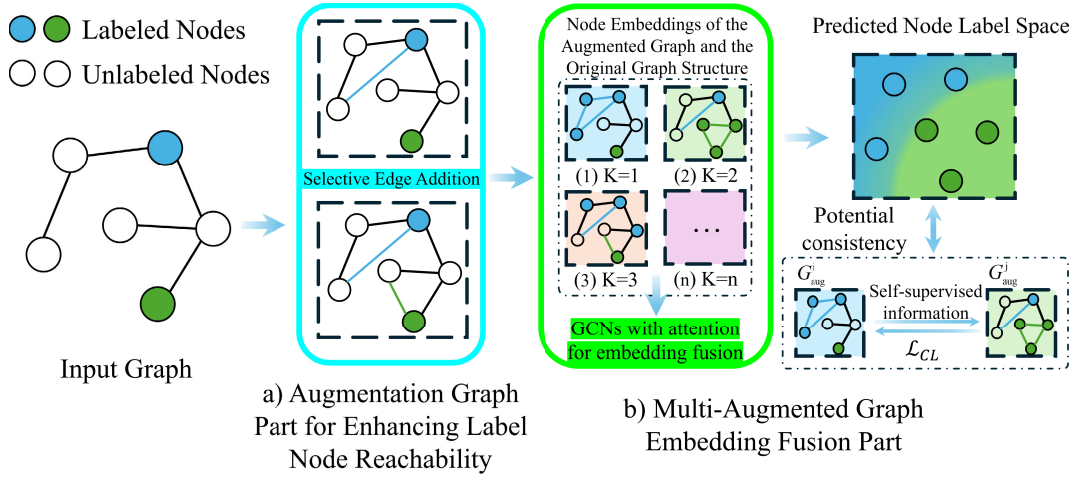 Labeled Nodes
Unlabeled Nodes
Input Graph
Selective Edge Addition
a) Augmentation Graph
Part for Enhancing Label
Node Reachability
Node Embeddings of the
Augmented Graph and the
Original Graph Structure
(1) K=1
(2) K=2
(3) K=3
...
(n) K=n
GCNs with attention
for embedding fusion
b) Multi-Augmented Graph
Embedding Fusion Part
Predicted Node Label Space
Potential
consistency
G^i_aug
G^j_aug
Self-supervised
information
ℒ_CL